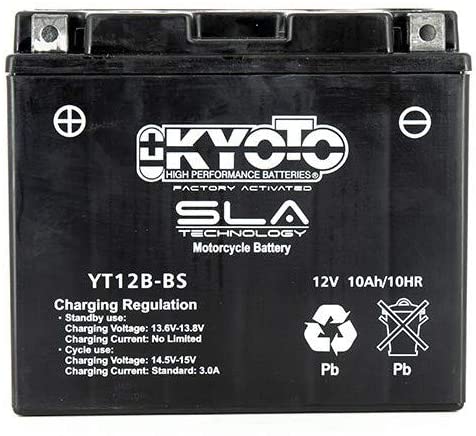 KYOTO
HIGH PERFORMANCE BATTERIES
FACTORY ACTIVATED
SLA
TECHNOLOGY
Motorcycle Battery
YT12B-BS
12V 10Ah/10HR
Charging Regulation
• Standby use:
Charging Voltage: 13.6V-13.8V
Charging Current: No Limited
• Cycle use:
Charging Voltage: 14.5V-15V
Charging Current: Standard: 3.0A
Pb
Pb